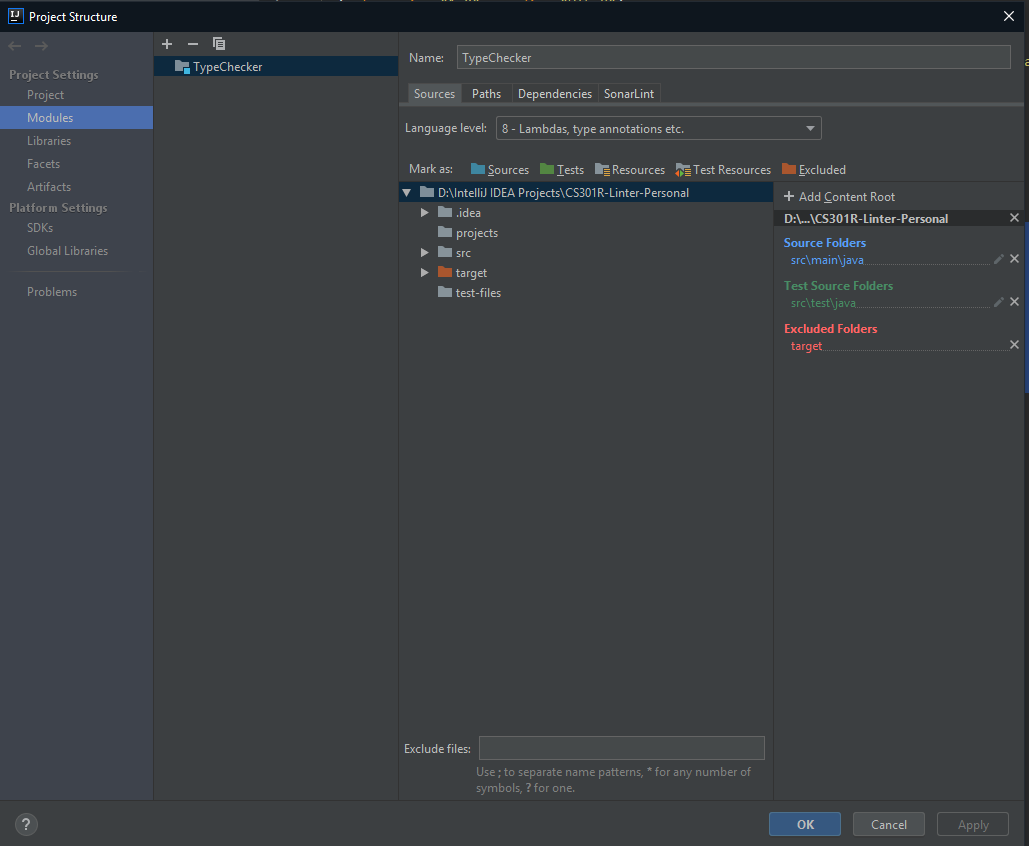 IJ Project Structure
Project Settings
Project
Modules
Libraries
Facets
Artifacts
Platform Settings
SDKs
Global Libraries
Problems
TypeChecker
Name: TypeChecker
Sources Paths Dependencies SonarLint
Language level: 8 - Lambdas, type annotations etc.
Mark as: Sources Tests Resources Test Resources Excluded
D:\IntelliJ IDEA Projects\CS301R-Linter-Personal
.idea
projects
src
target
test-files
Add Content Root
D:\...\CS301R-Linter-Personal
Source Folders
src\main\java
Test Source Folders
src\test\java
Excluded Folders
target
Exclude files:
Use ; to separate name patterns, * for any number of
symbols, ? for one.
? OK Cancel Apply